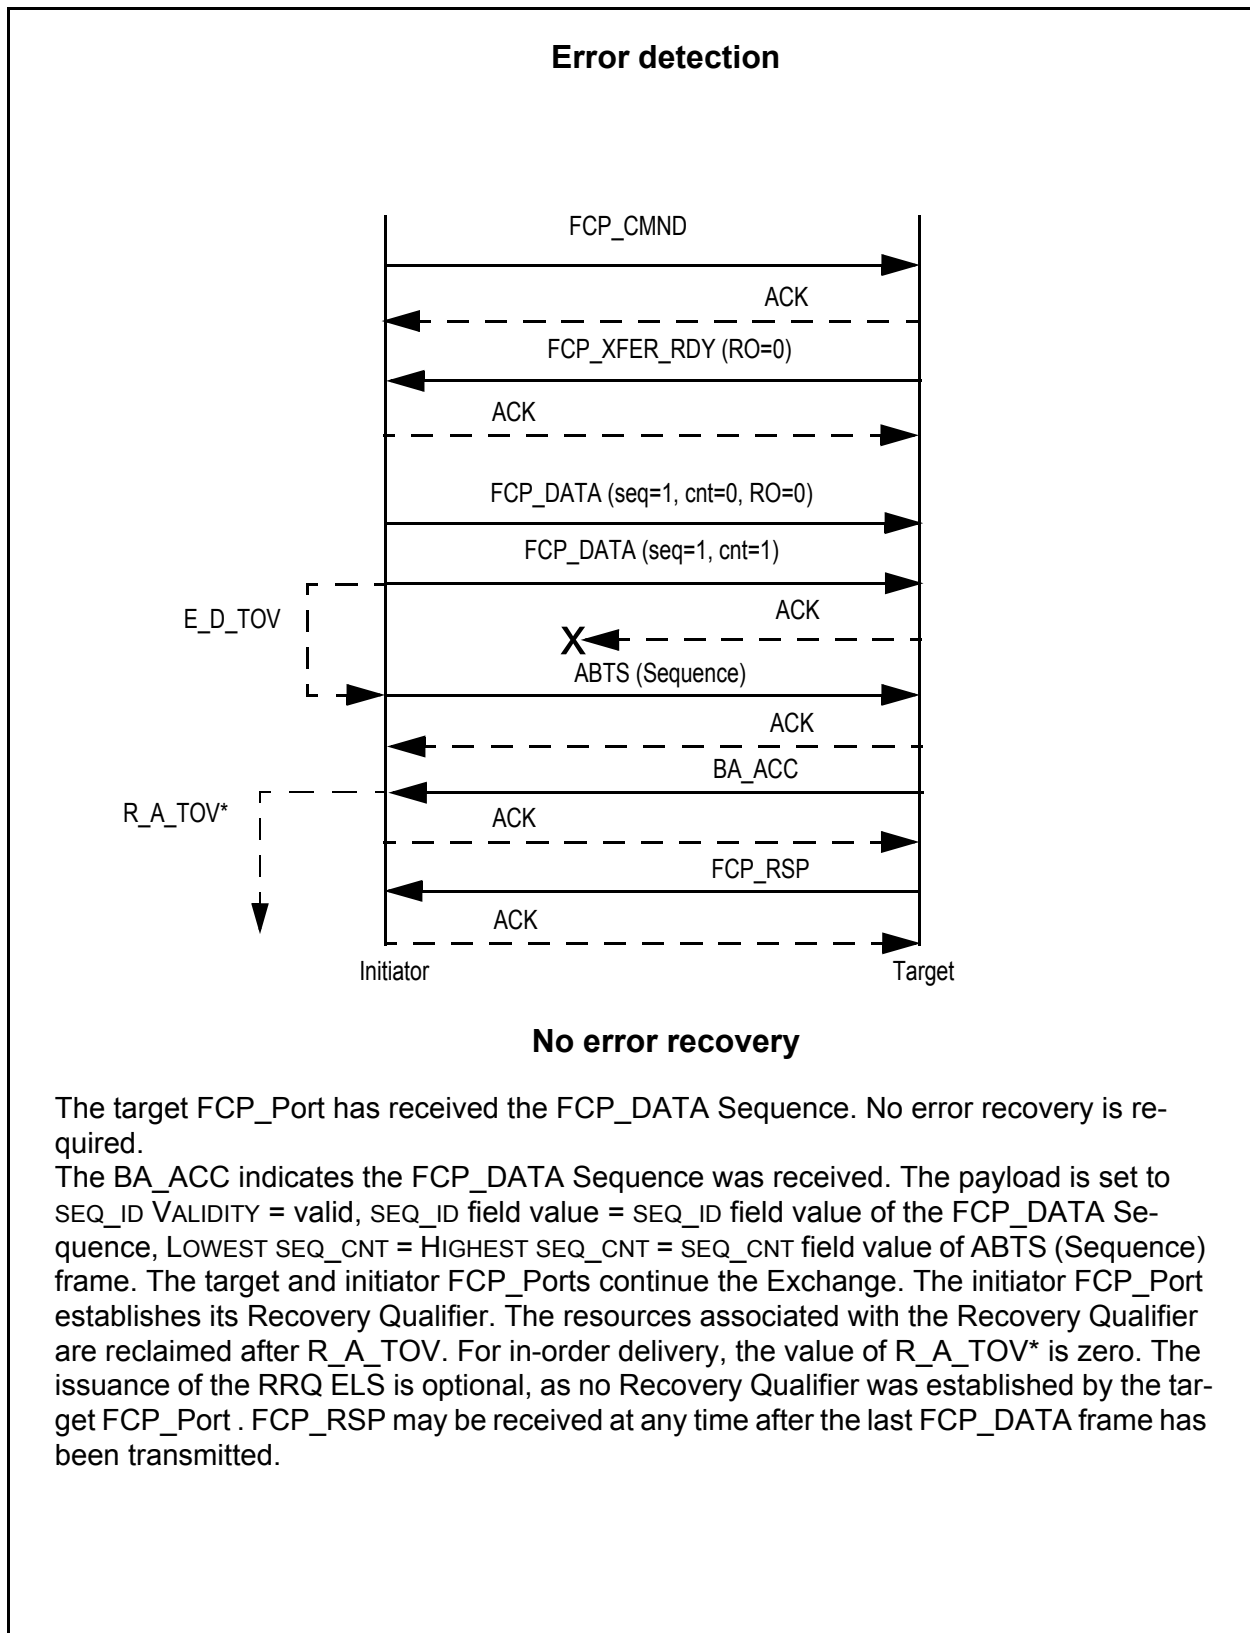 Error detection
FCP_CMND
ACK
FCP_XFER_RDY (RO=0)
ACK
FCP_DATA (seq=1, cnt=0, RO=0)
FCP_DATA (seq=1, cnt=1)
E_D_TOV
ACK
X
ABTS (Sequence)
ACK
BA_ACC
R_A_TOV*
ACK
FCP_RSP
ACK
Initiator
Target
No error recovery
The target FCP_Port has received the FCP_DATA Sequence. No error recovery is re-
quired.
The BA_ACC indicates the FCP_DATA Sequence was received. The payload is set to
SEQ_ID VALIDITY = valid, SEQ_ID field value = SEQ_ID field value of the FCP_DATA Se-
quence, LOWEST SEQ_CNT = HIGHEST SEQ_CNT = SEQ_CNT field value of ABTS (Sequence)
frame. The target and initiator FCP_Ports continue the Exchange. The initiator FCP_Port
establishes its Recovery Qualifier. The resources associated with the Recovery Qualifier
are reclaimed after R_A_TOV. For in-order delivery, the value of R_A_TOV* is zero. The
issuance of the RRQ ELS is optional, as no Recovery Qualifier was established by the tar-
get FCP_Port . FCP_RSP may be received at any time after the last FCP_DATA frame has
been transmitted.